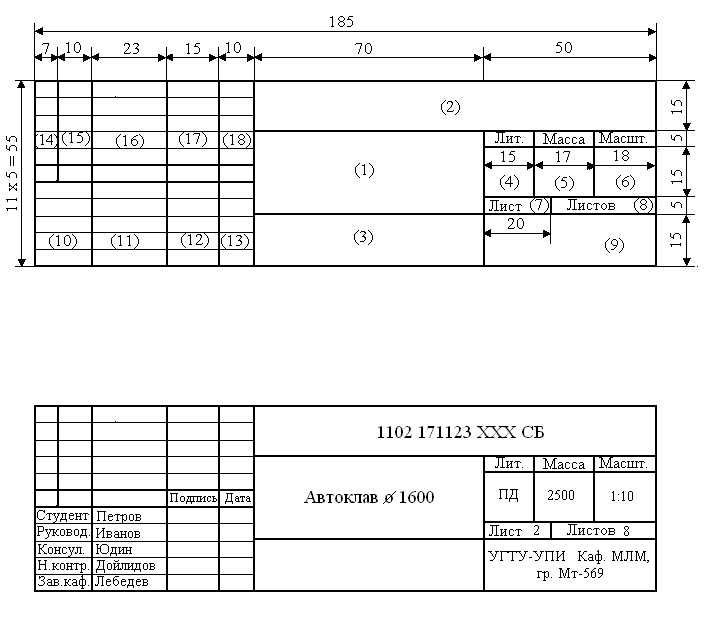 185
7 10 23 15 10 70 50
(2)
15
Лит. Масса Масшт.
5
(14) (15) (16) (17) (18)
11 x 5 = 55
(1)
15 17 18
(4) (5) (6)
15
Лист (7) Листов (8)
5
(10) (11) (12) (13)
(3)
20
(9)
15
1102 171123 ХХХ СБ
Лит. Масса Масшт.
Подпись Дата
Автоклав ⌀ 1600
ПД 2500 1:10
Студент Петров
Руковод. Иванов
Лист 2 Листов 8
Консул. Юдин
Н.контр. Дойлидов
Зав.каф. Лебедев
УГТУ-УПИ Каф. МЛМ,
гр. Мт-569